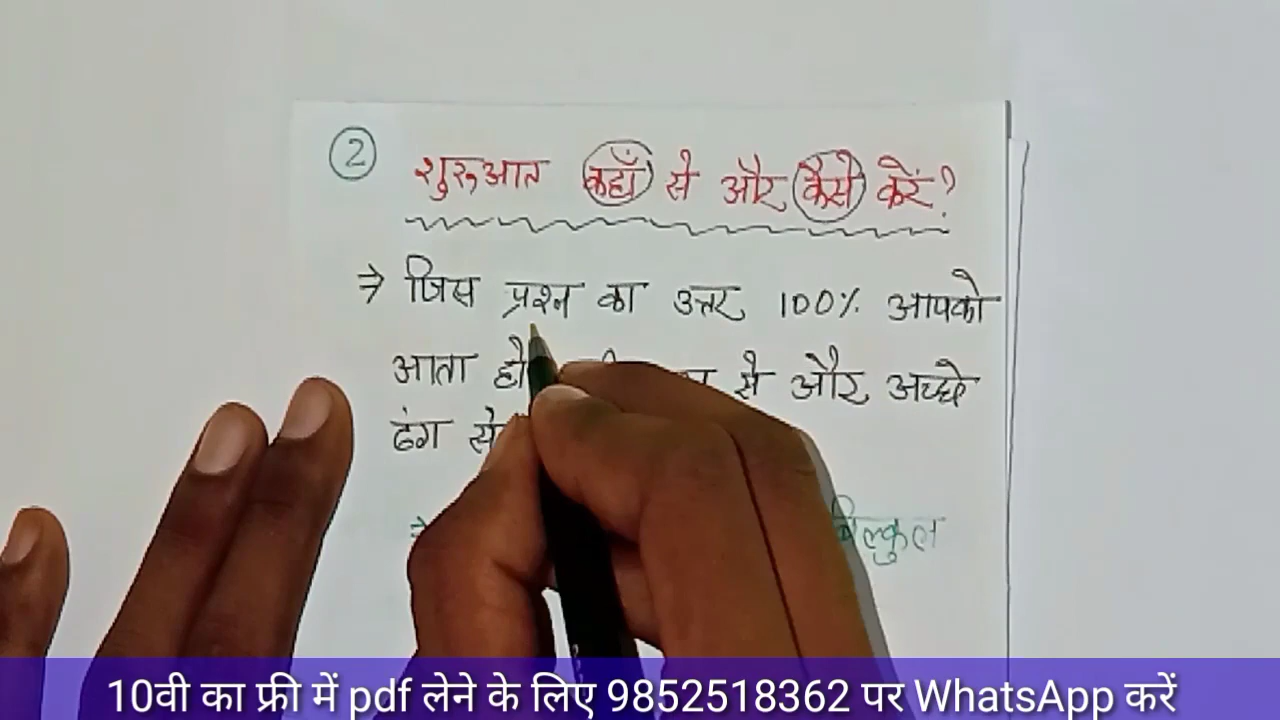 2
शुरुआत कहाँ से और कैसे करें?
⇒ जिस प्रश्न का उत्तर 100% आपको
आता हो से और अच्छे
ढंग से
बिल्कुल
10वी का फ्री में pdf लेने के लिए 9852518362 पर WhatsApp करें